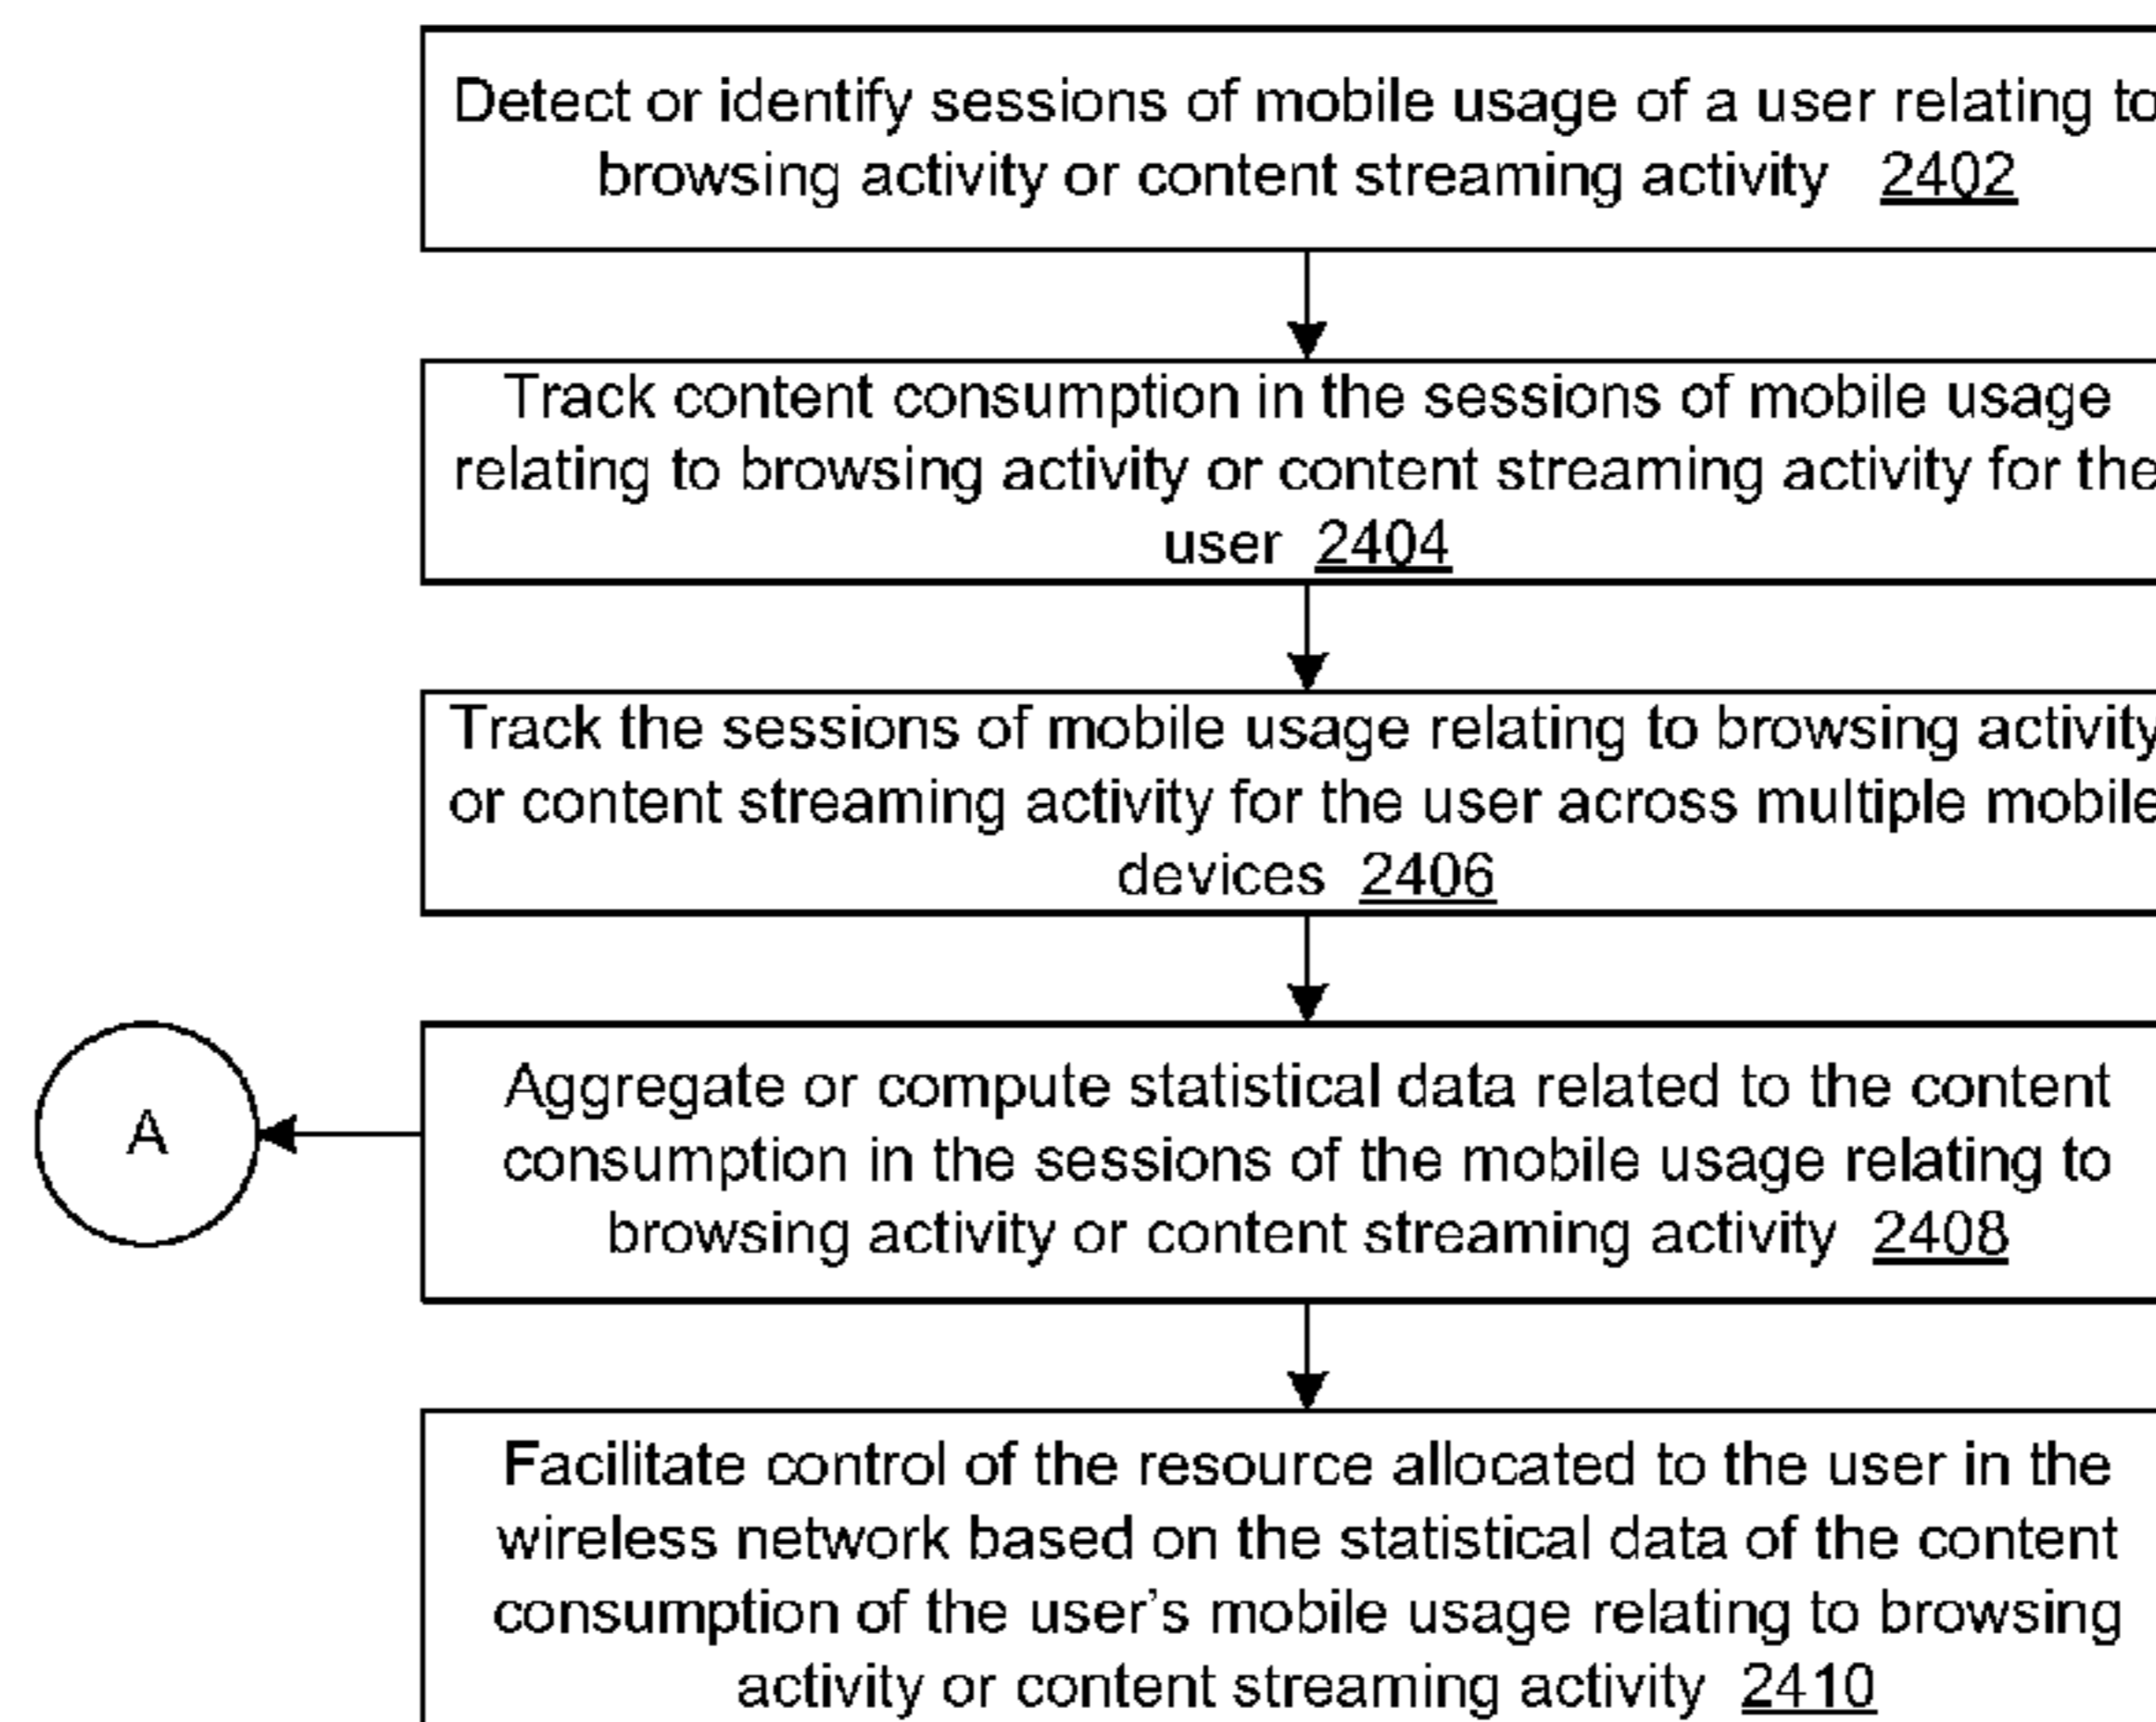 Detect or identify sessions of mobile usage of a user relating to
browsing activity or content streaming activity 2402
Track content consumption in the sessions of mobile usage
relating to browsing activity or content streaming activity for the
user 2404
Track the sessions of mobile usage relating to browsing activity
or content streaming activity for the user across multiple mobile
devices 2406
A
Aggregate or compute statistical data related to the content
consumption in the sessions of the mobile usage relating to
browsing activity or content streaming activity 2408
Facilitate control of the resource allocated to the user in the
wireless network based on the statistical data of the content
consumption of the user’s mobile usage relating to browsing
activity or content streaming activity 2410